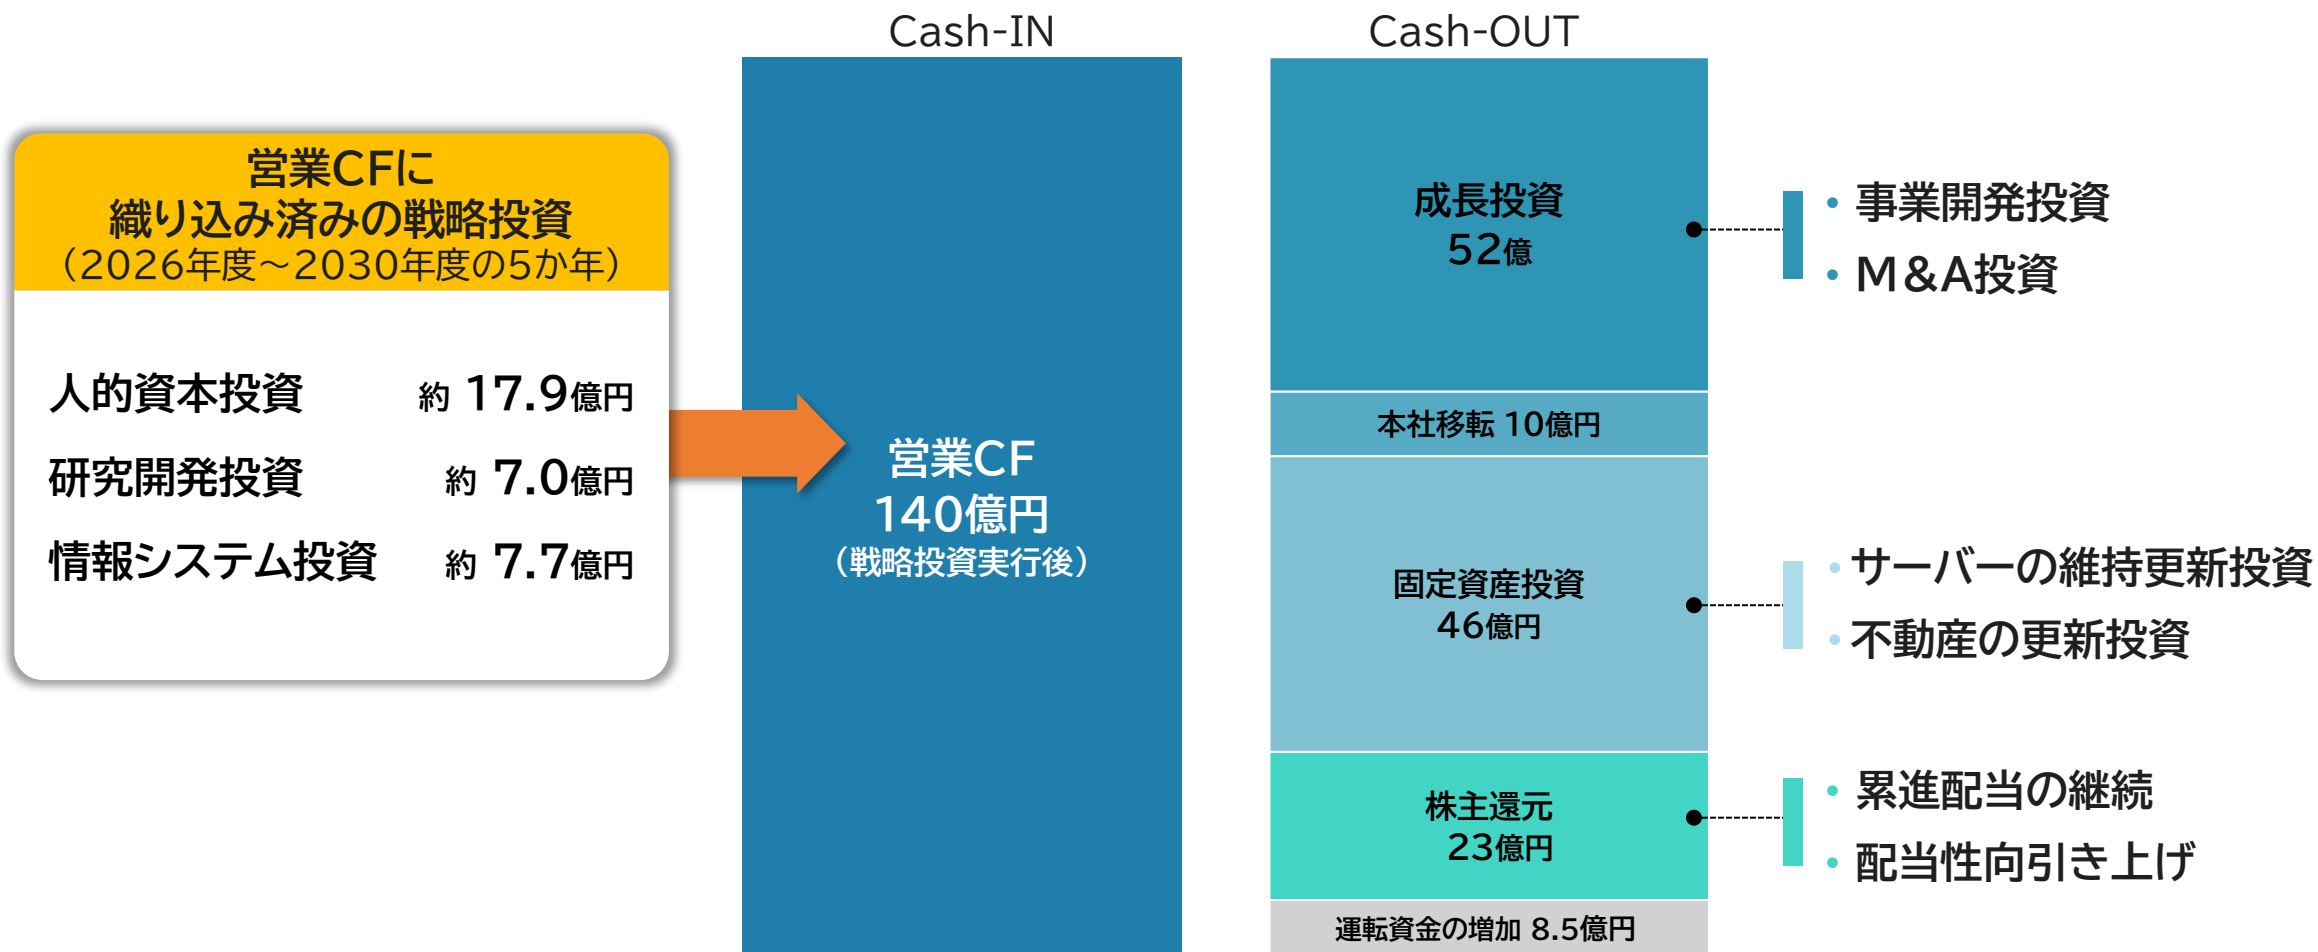 Cash-IN
Cash-OUT
営業CFに
織り込み済みの戦略投資
（2026年度～2030年度の5か年）
人的資本投資 約 17.9億円
研究開発投資 約 7.0億円
情報システム投資 約 7.7億円
営業CF
140億円
（戦略投資実行後）
成長投資
52億
本社移転 10億円
固定資産投資
46億円
株主還元
23億円
運転資金の増加 8.5億円
• 事業開発投資
• M&A投資
• サーバーの維持更新投資
• 不動産の更新投資
• 累進配当の継続
• 配当性向引き上げ